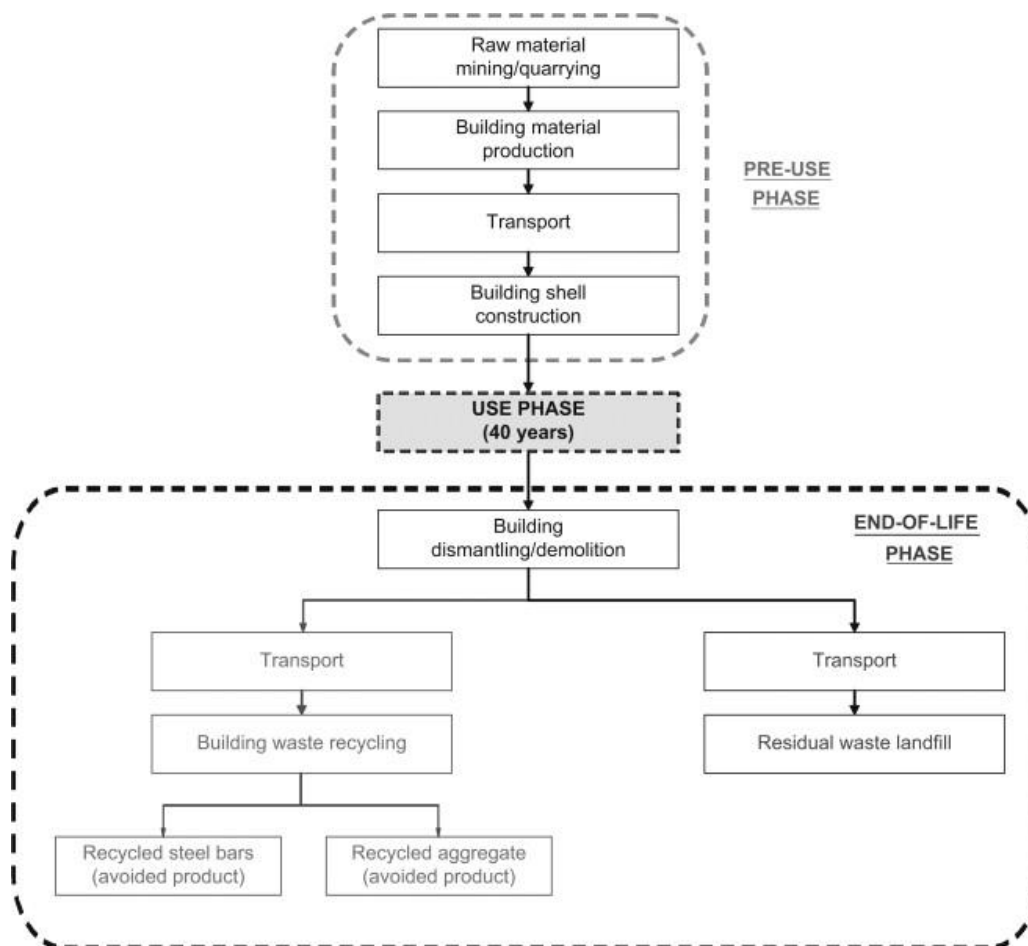 Raw material
mining/quarrying
Building material
production
PRE-USE
PHASE
Transport
Building shell
construction
USE PHASE
(40 years)
Building
dismantling/demolition
END-OF-LIFE
PHASE
Transport
Transport
Building waste recycling
Residual waste landfill
Recycled steel bars
(avoided product)
Recycled aggregate
(avoided product)